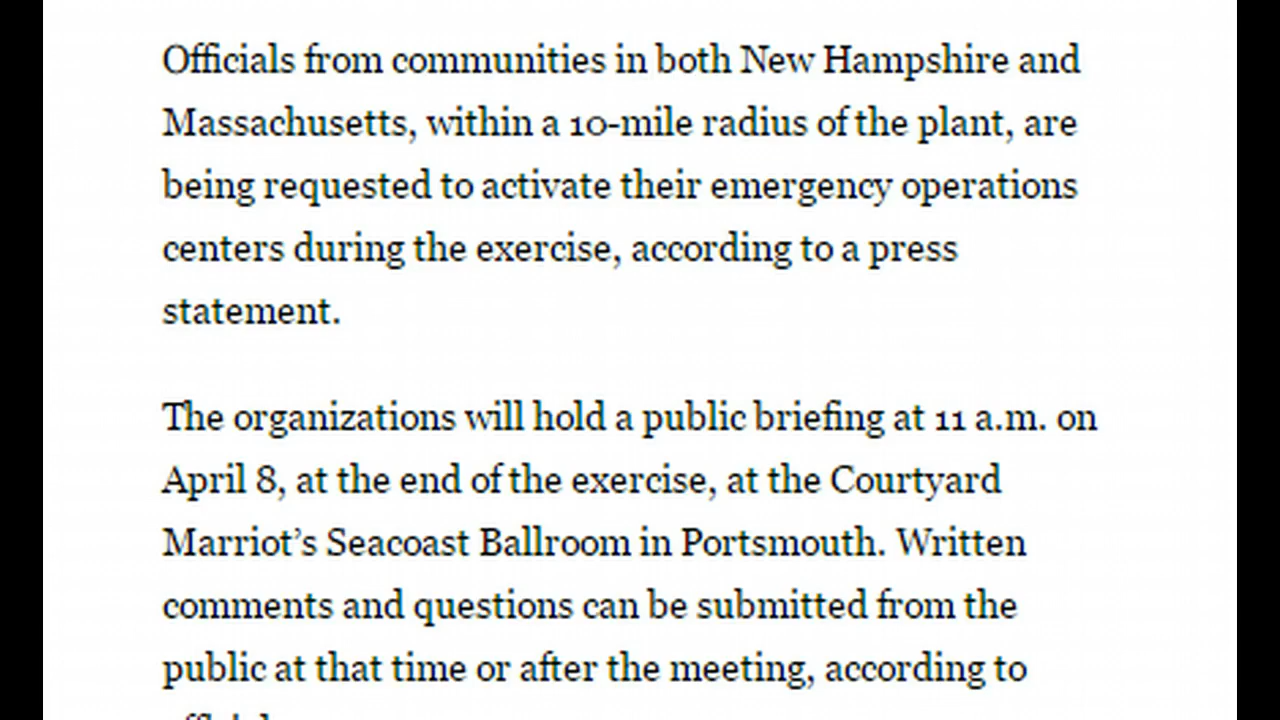 Officials from communities in both New Hampshire and
Massachusetts, within a 10-mile radius of the plant, are
being requested to activate their emergency operations
centers during the exercise, according to a press
statement.
The organizations will hold a public briefing at 11 a.m. on
April 8, at the end of the exercise, at the Courtyard
Marriot’s Seacoast Ballroom in Portsmouth. Written
comments and questions can be submitted from the
public at that time or after the meeting, according to